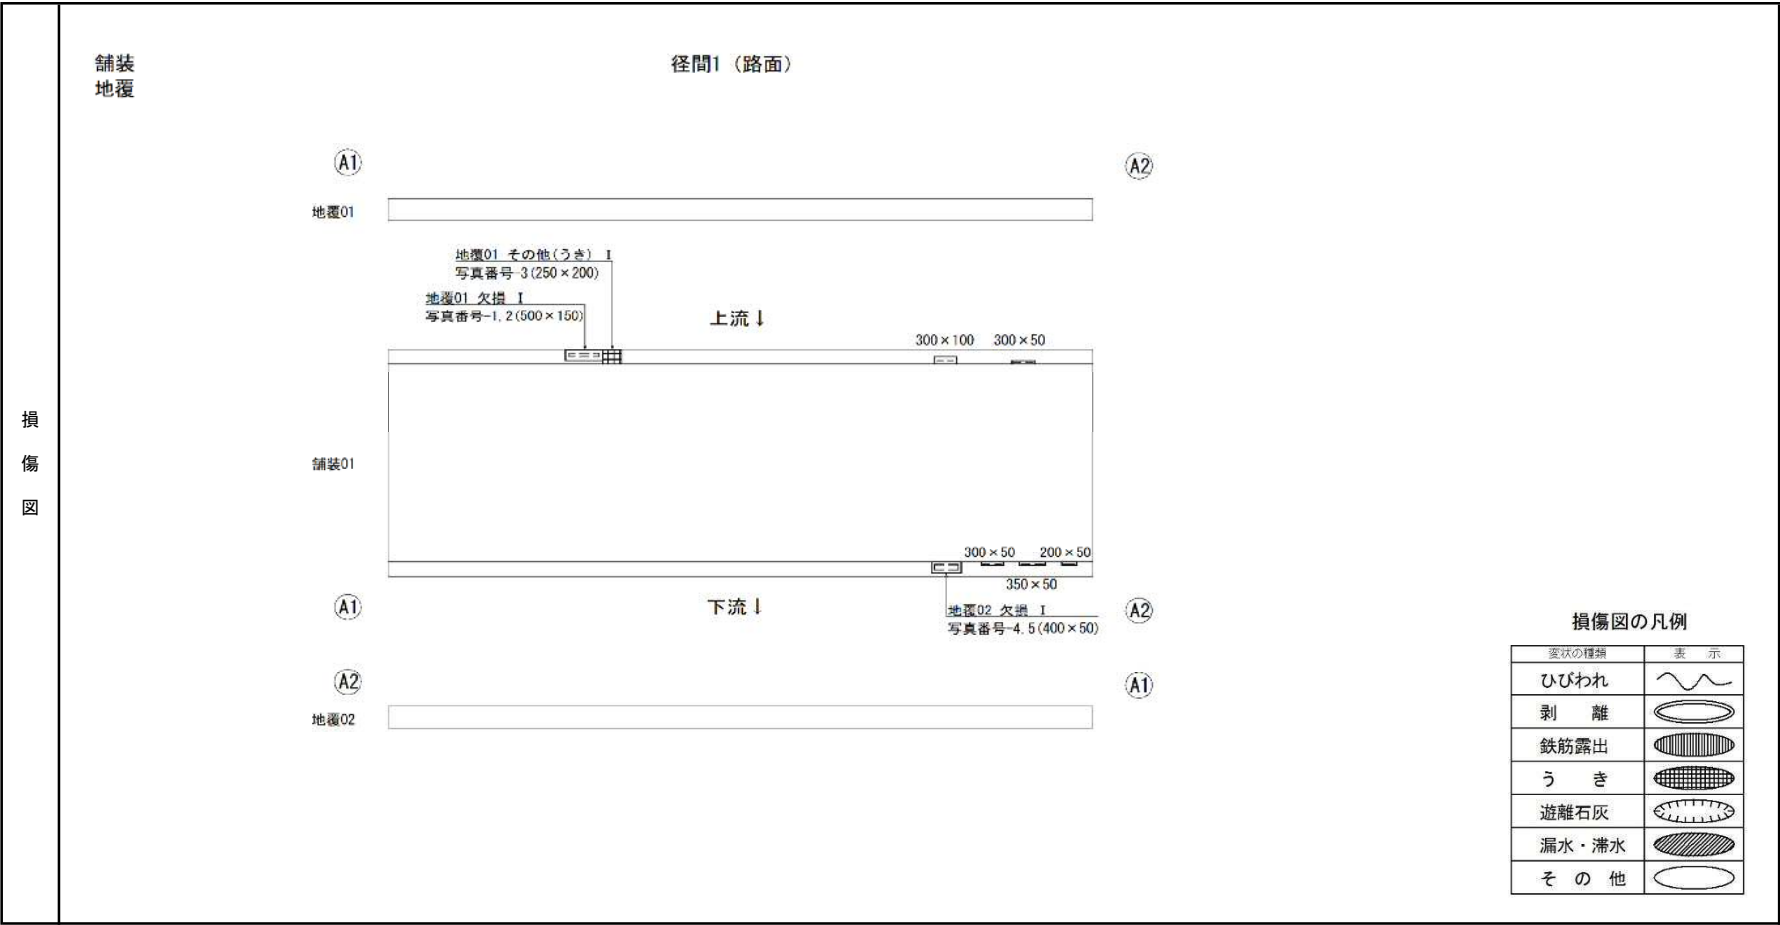 舗装
地覆
径間1（路面）
A1
A2
地覆01
地覆01 その他(うき) I
写真番号-3(250×200)
地覆01 欠損 I
写真番号-1,2(500×150)
上流↓
300×100
300×50
損
傷
図
舗装01
300×50
200×50
350×50
A1
下流↓
地覆02 欠損 I
写真番号-4,5(400×50)
A2
A2
A1
地覆02
損傷図の凡例
変状の種類 表 示
ひびわれ
剥 離
鉄筋露出
う き
遊離石灰
漏水・滞水
そ の 他